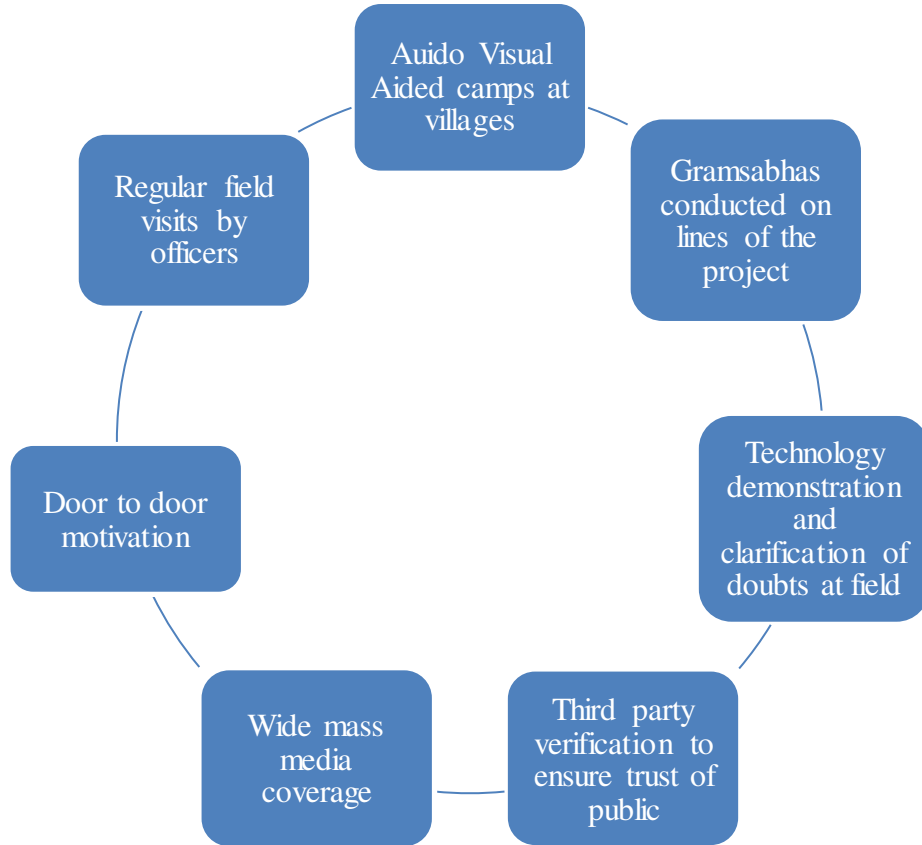 Auido Visual
Aided camps at
villages
Gramsabhas
conducted on
lines of the
project
Technology
demonstration
and
clarification of
doubts at field
Third party
verification to
ensure trust of
public
Wide mass
media
coverage
Door to door
motivation
Regular field
visits by
officers